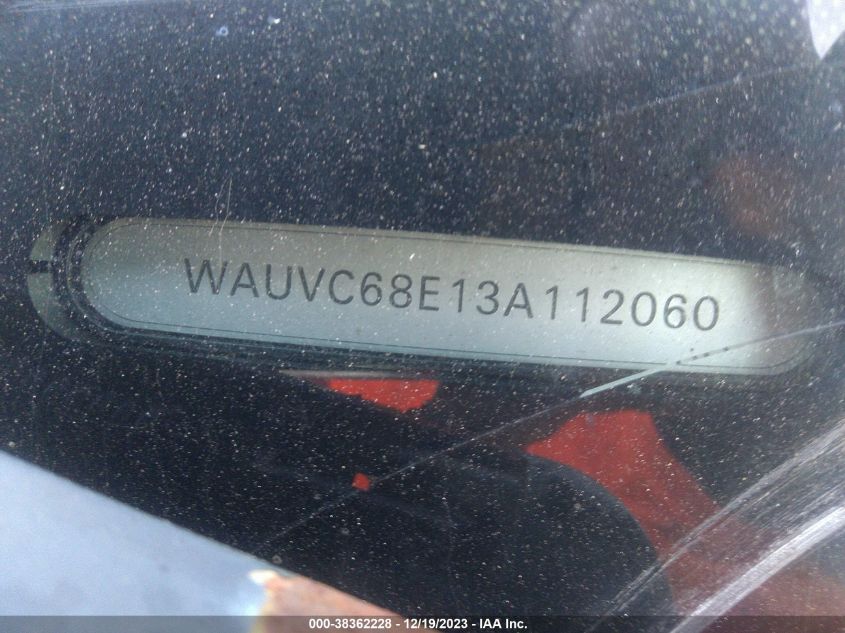 WAUVC68E13A112060
000-38362228 - 12/19/2023 - IAA Inc.